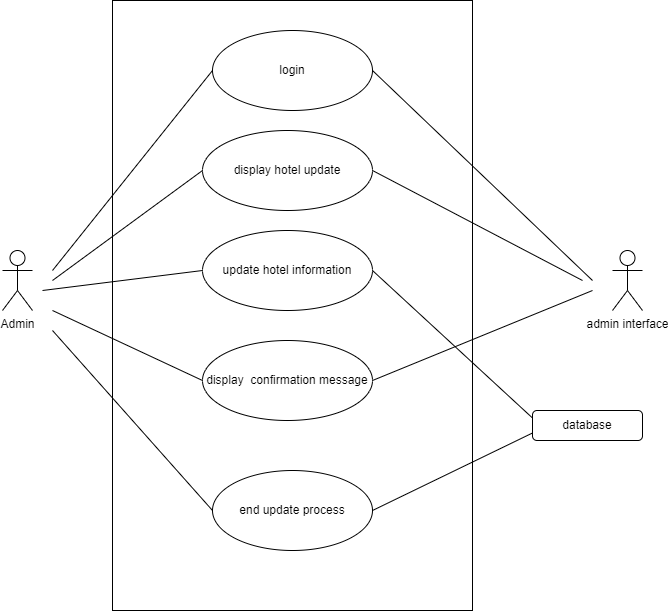 login
display hotel update
update hotel information
Admin
admin interface
display confirmation message
database
end update process